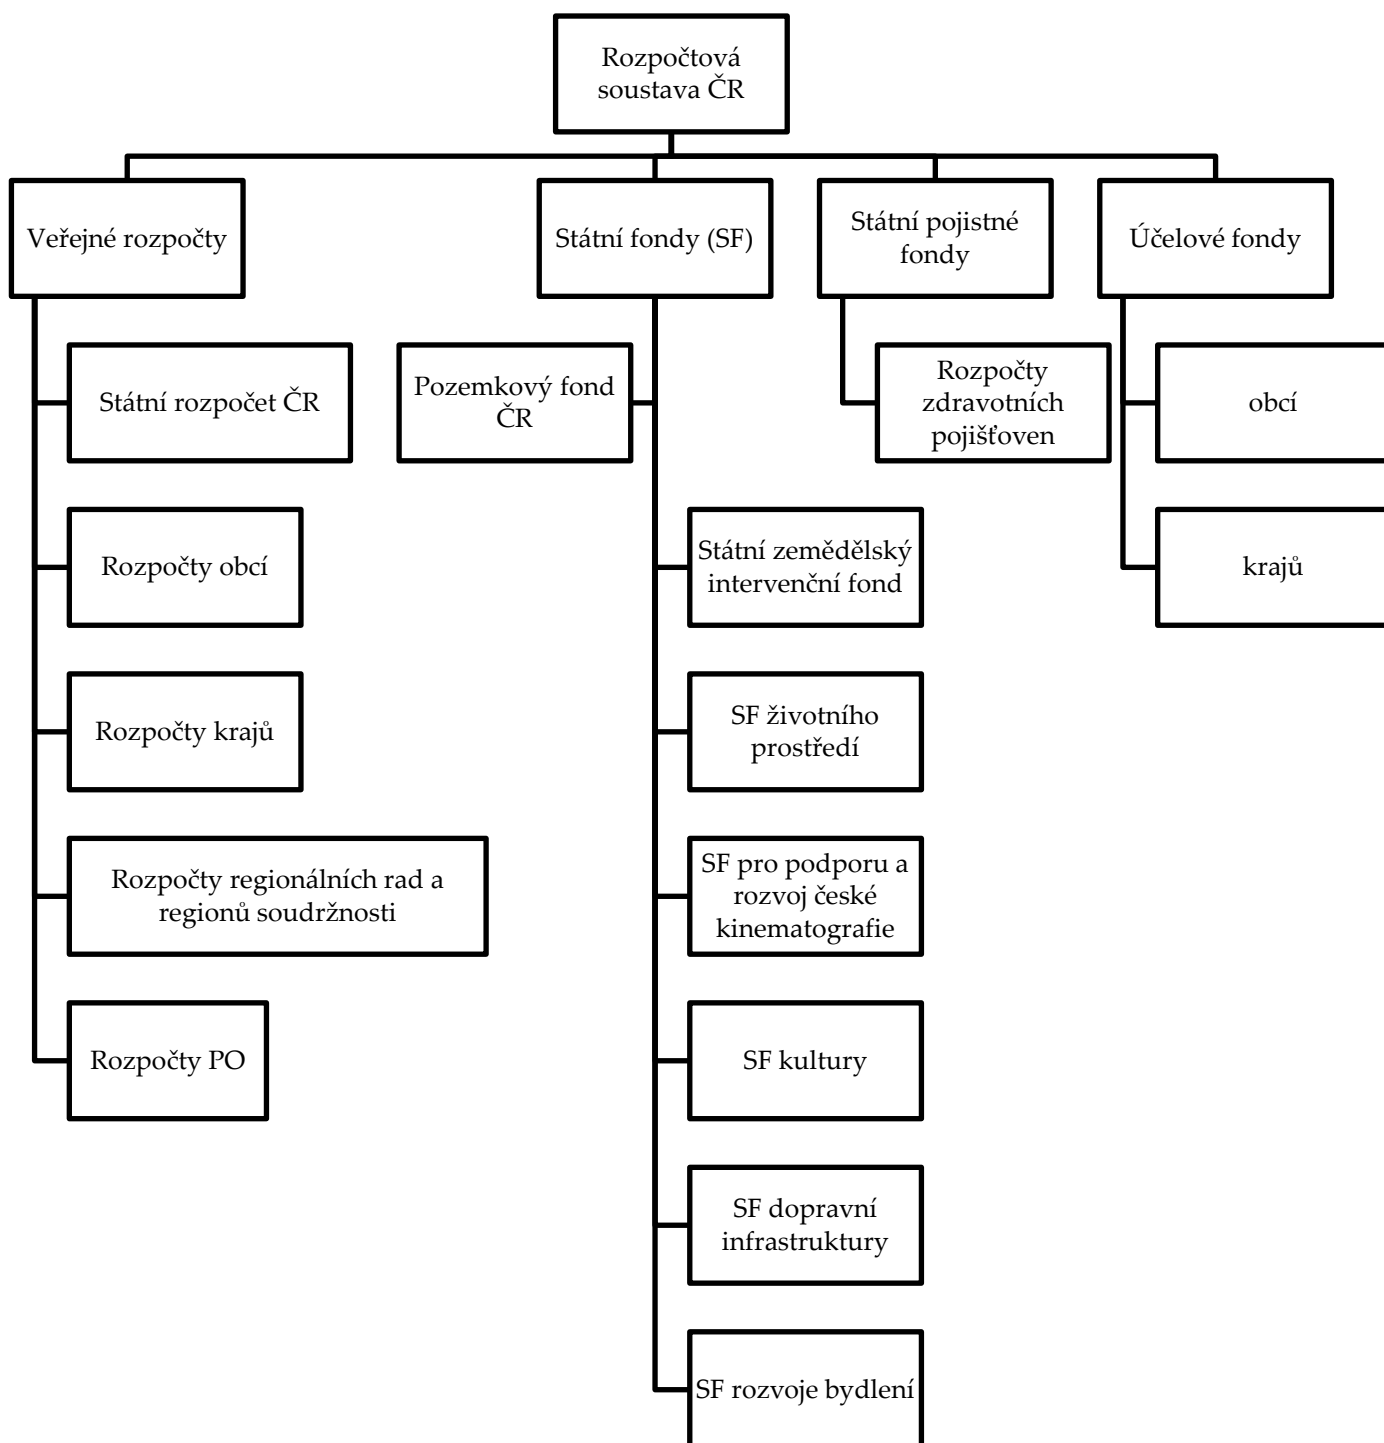 Rozpočtová
soustava ČR
Veřejné rozpočty
Státní rozpočet ČR
Rozpočty obcí
Rozpočty krajů
Rozpočty regionálních rad a
regionů soudržnosti
Rozpočty PO
Státní fondy (SF)
Pozemkový fond
ČR
Státní zemědělský
intervenční fond
SF životního
prostředí
SF pro podporu a
rozvoj české
kinematografie
SF kultury
SF dopravní
infrastruktury
SF rozvoje bydlení
Státní pojistné
fondy
Rozpočty
zdravotních
pojišťoven
Účelové fondy
obcí
krajů